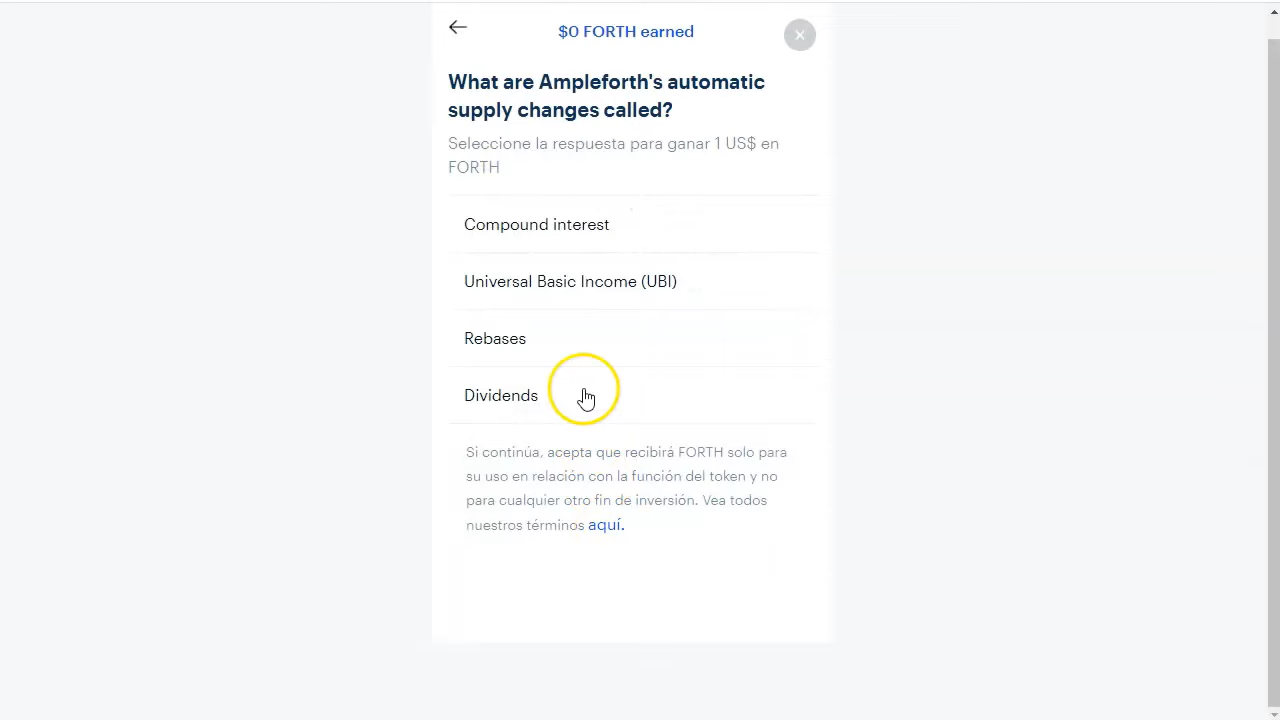 $0 FORTH earned
What are Ampleforth's automatic
supply changes called?
Seleccione la respuesta para ganar 1 US$ en
FORTH
Compound interest
Universal Basic Income (UBI)
Rebases
Dividends
Si continúa, acepta que recibirá FORTH solo para
su uso en relación con la función del token y no
para cualquier otro fin de inversión. Vea todos
nuestros términos aquí.